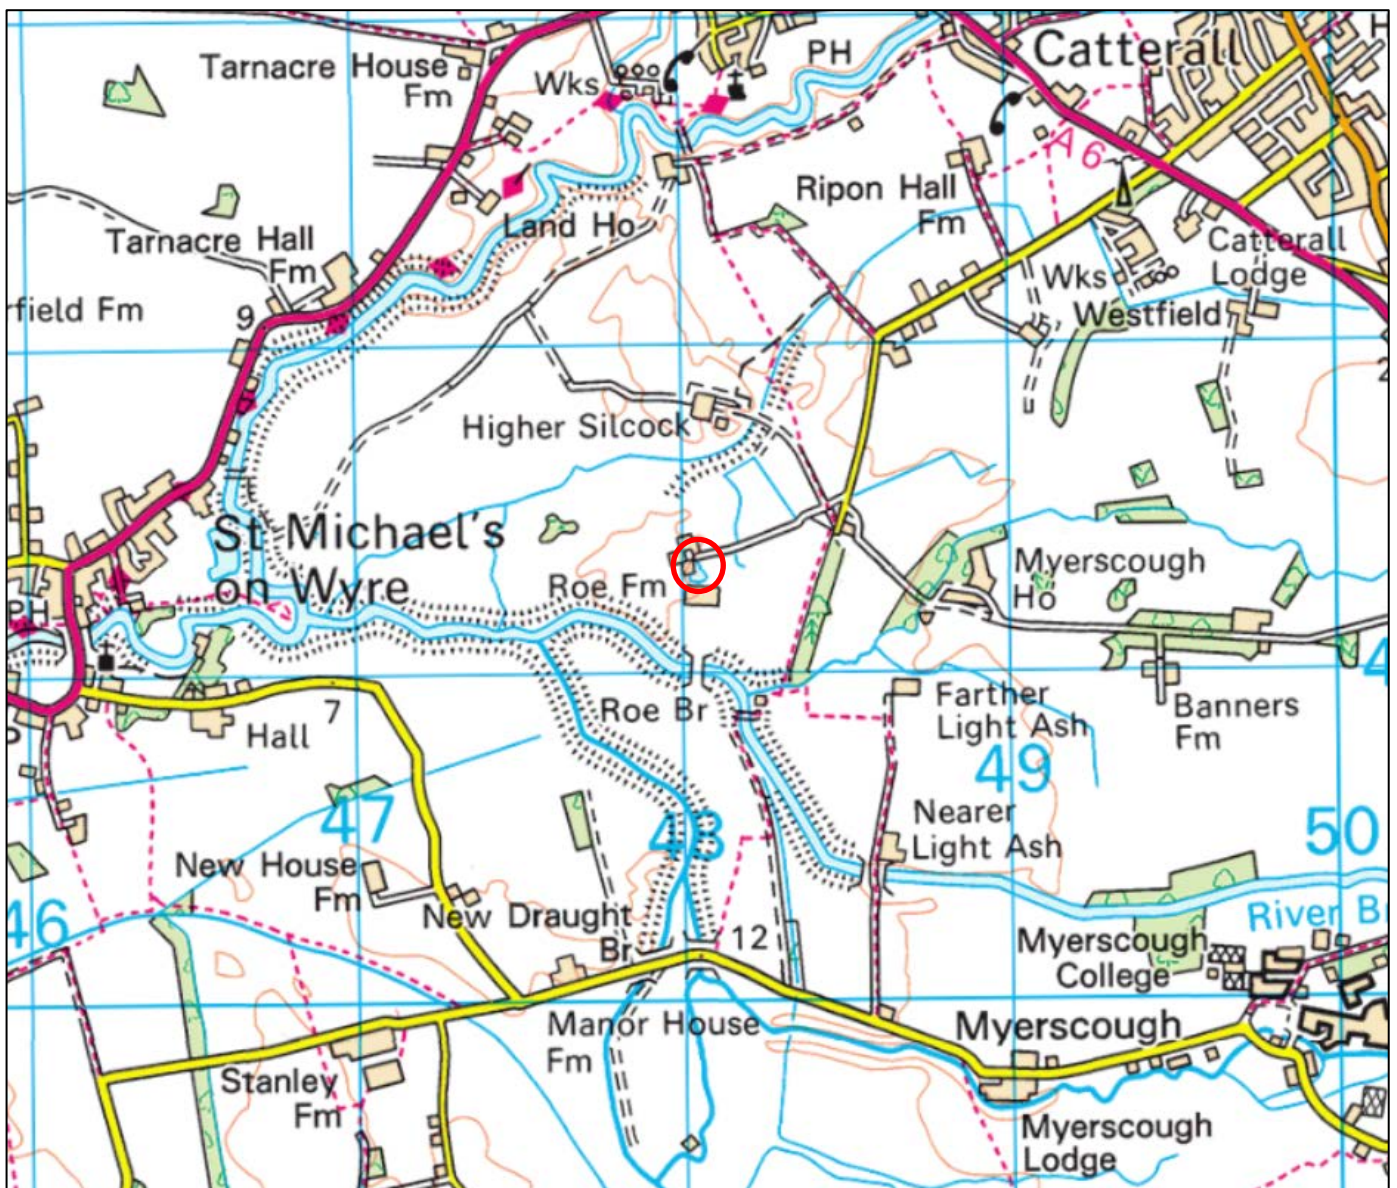 Tarnacre House
Fm
Wks
PH
Catterall
A 6
Ripon Hall
Fm
Land Ho
Tarnacre Hall
Fm
Catterall
Lodge
Wks
Westfield
rfield Fm
9
2
Higher Silcock
St Michael's
on Wyre
Roe Fm
Myerscough
Ho
PH
Farther
Light Ash
Banners
Fm
Roe Br
7
Hall
4
49
47
48
50
Nearer
Light Ash
New House
Fm
New Draught
Br
12
46
River B
Myerscough
College
Manor House
Fm
Myerscough
Stanley
Fm
Myerscough
Lodge